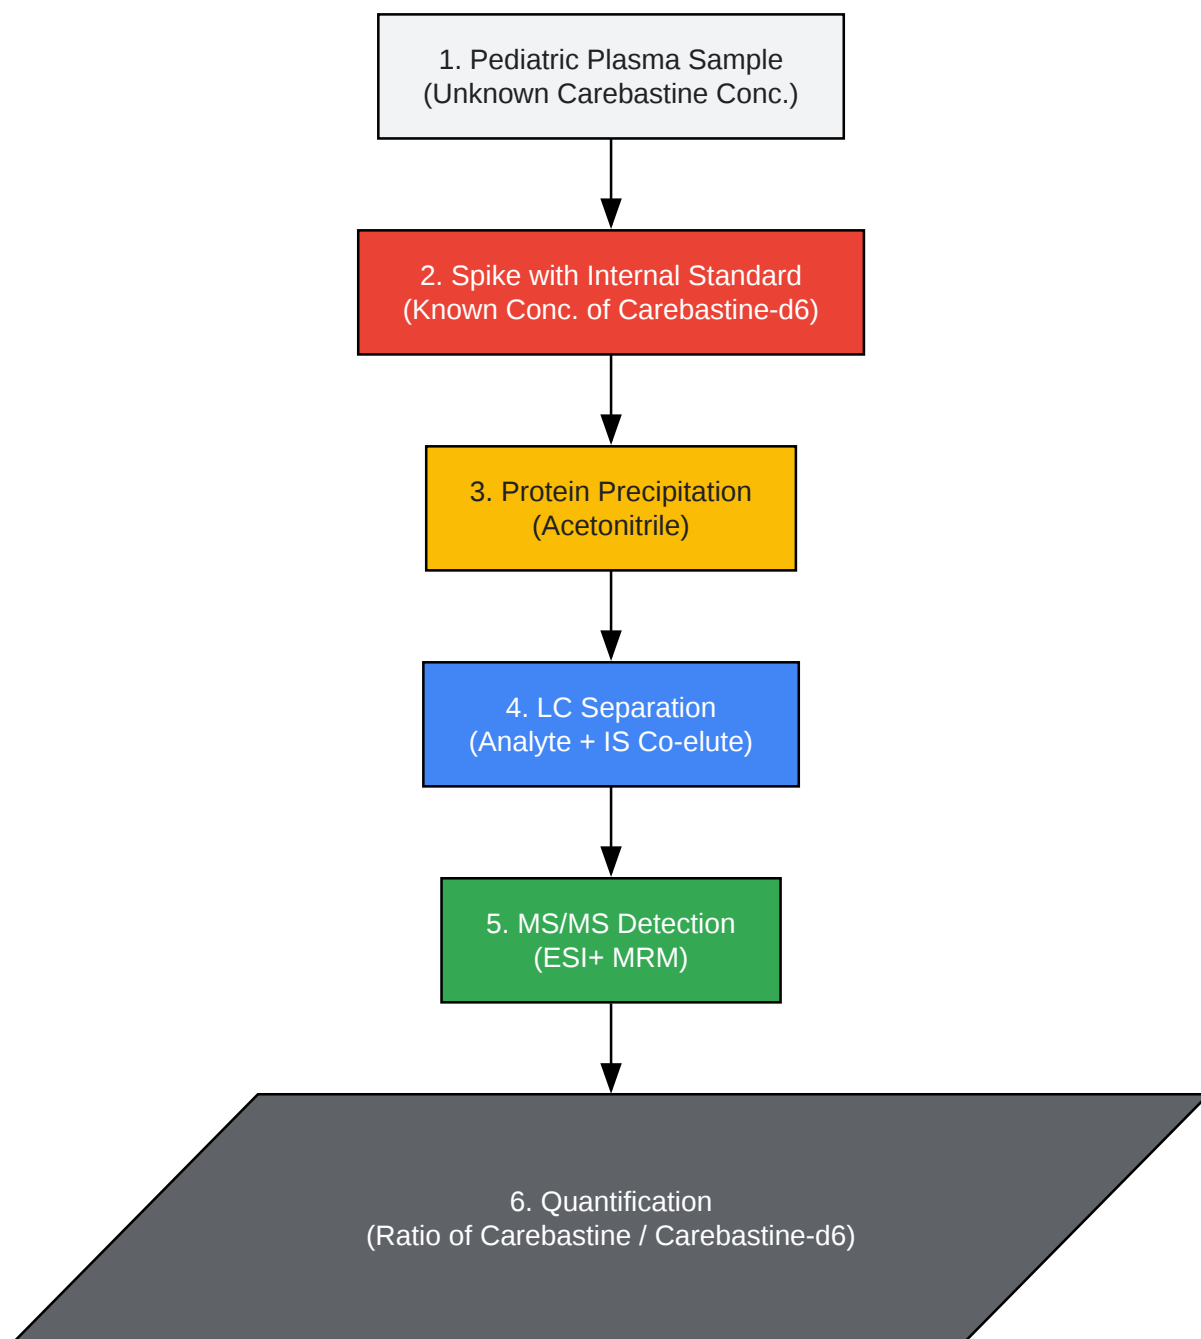 1. Pediatric Plasma Sample
(Unknown Carebastine Conc.)
2. Spike with Internal Standard
(Known Conc. of Carebastine-d6)
3. Protein Precipitation
(Acetonitrile)
4. LC Separation
(Analyte + IS Co-elute)
5. MS/MS Detection
(ESI+ MRM)
6. Quantification
(Ratio of Carebastine / Carebastine-d6)